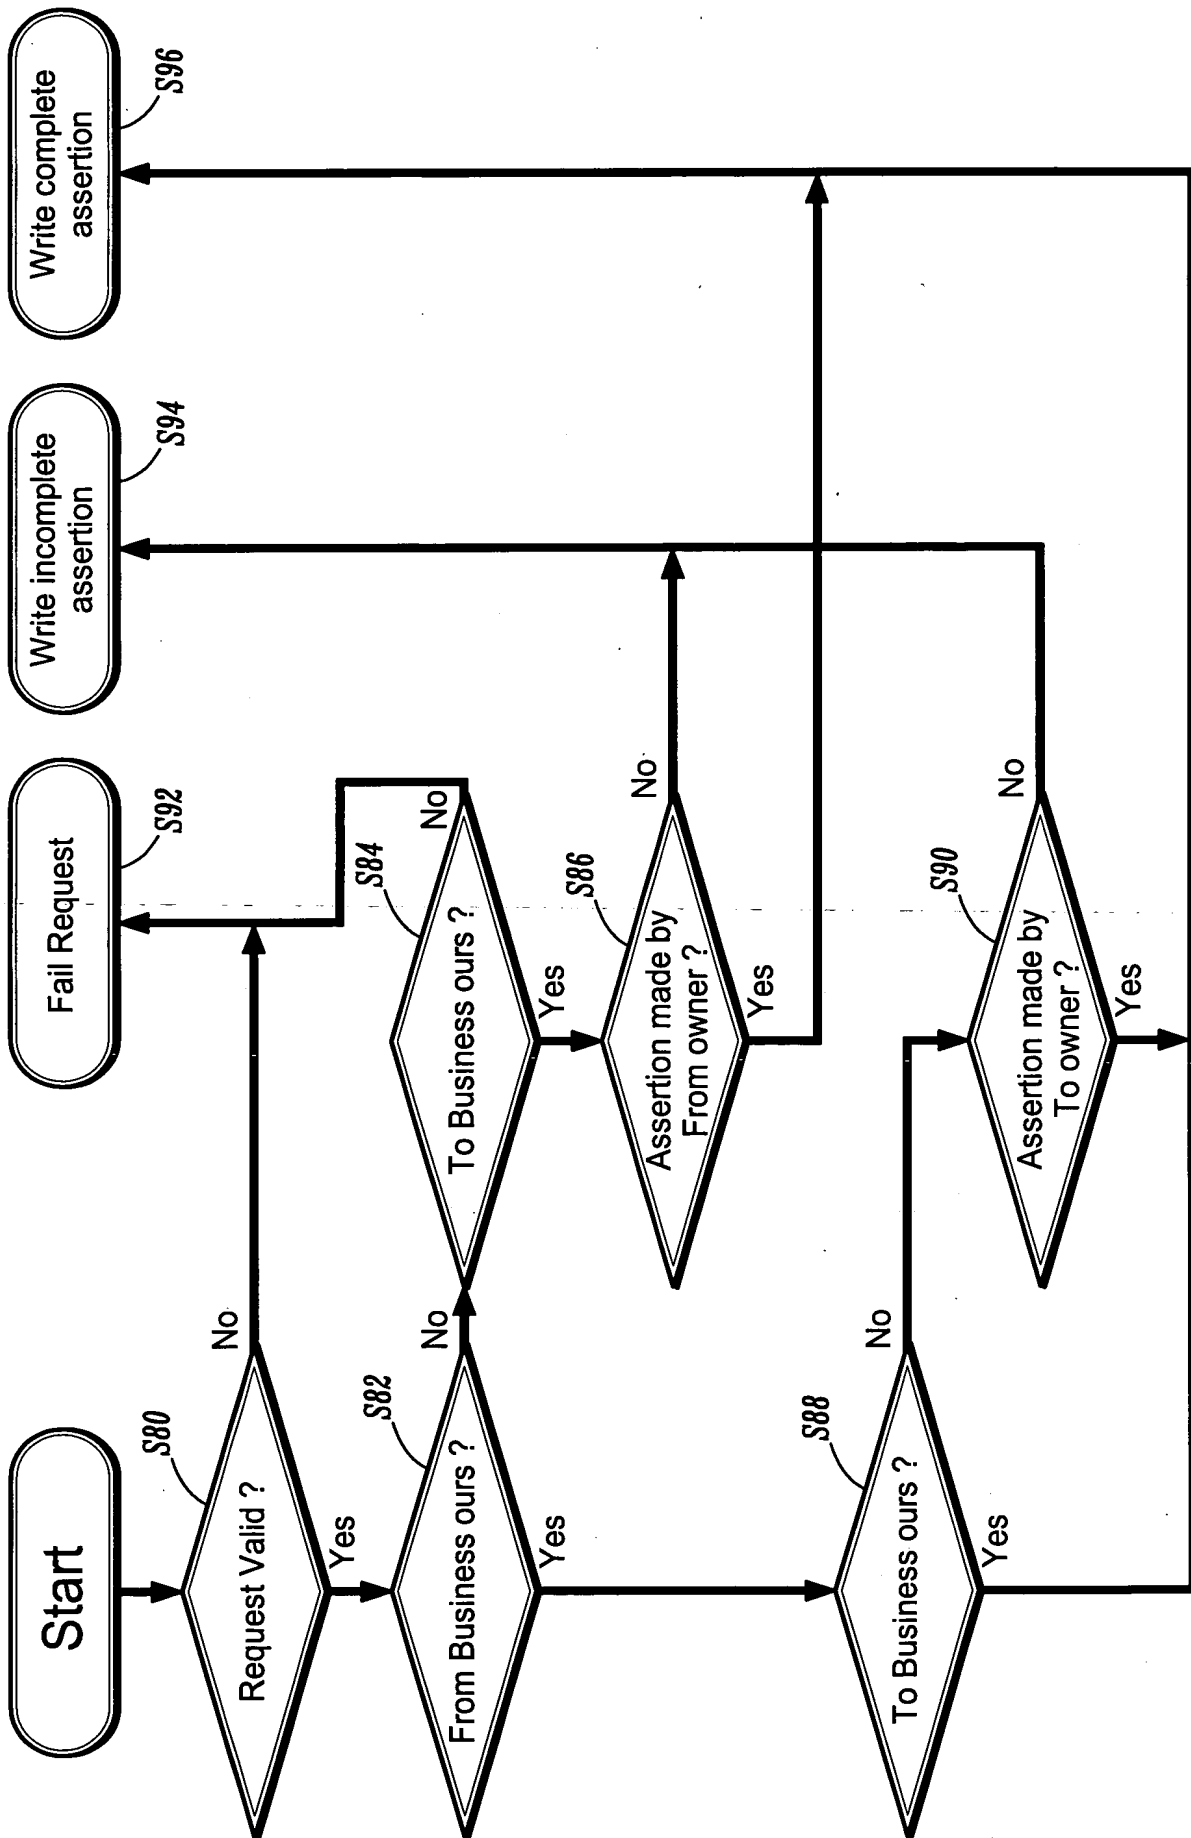 Start
Fail Request
S92
Write incomplete
assertion
S94
Write complete
assertion
S96
Request Valid ?
S80
No
Yes
From Business ours ?
S82
No
Yes
To Business ours ?
S84
No
Yes
Assertion made by
From owner ?
S86
No
Yes
To Business ours ?
S88
No
Yes
Assertion made by
To owner ?
S90
No
Yes